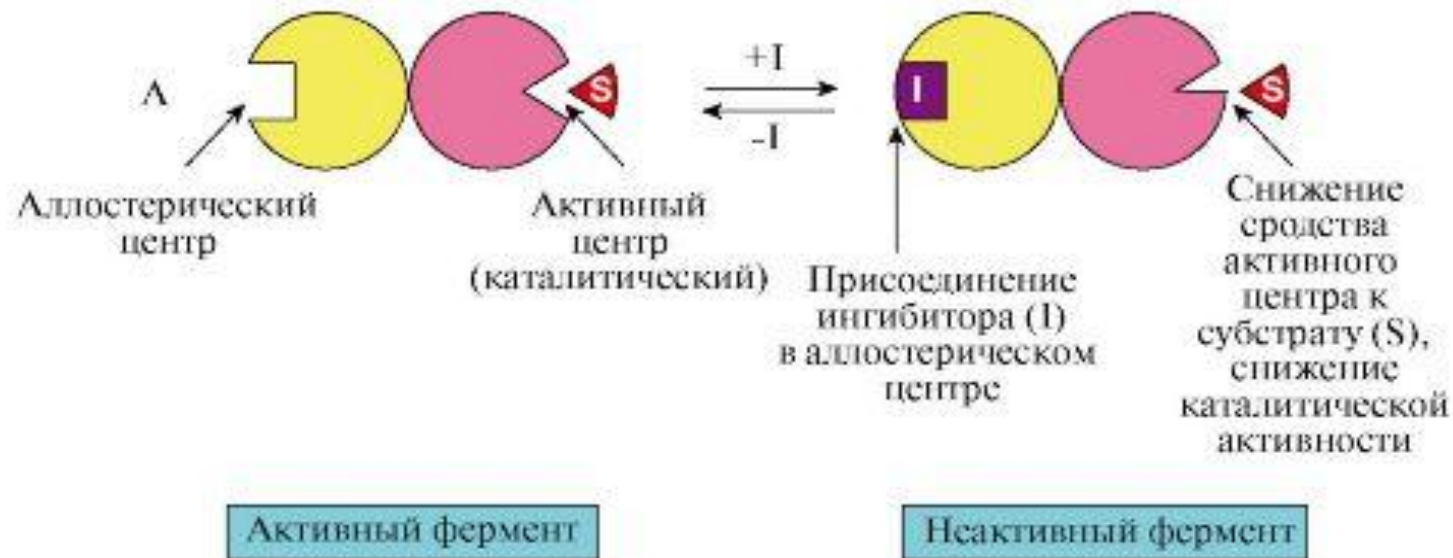 А
S
+I
-I
I
S
Аллостерический
центр
Активный
центр
(каталитический)
Присоединение
ингибитора (I)
в аллостерическом
центре
Снижение
сродства
активного
центра к
субстрату (S),
снижение
каталитической
активности
Активный фермент
Неактивный фермент